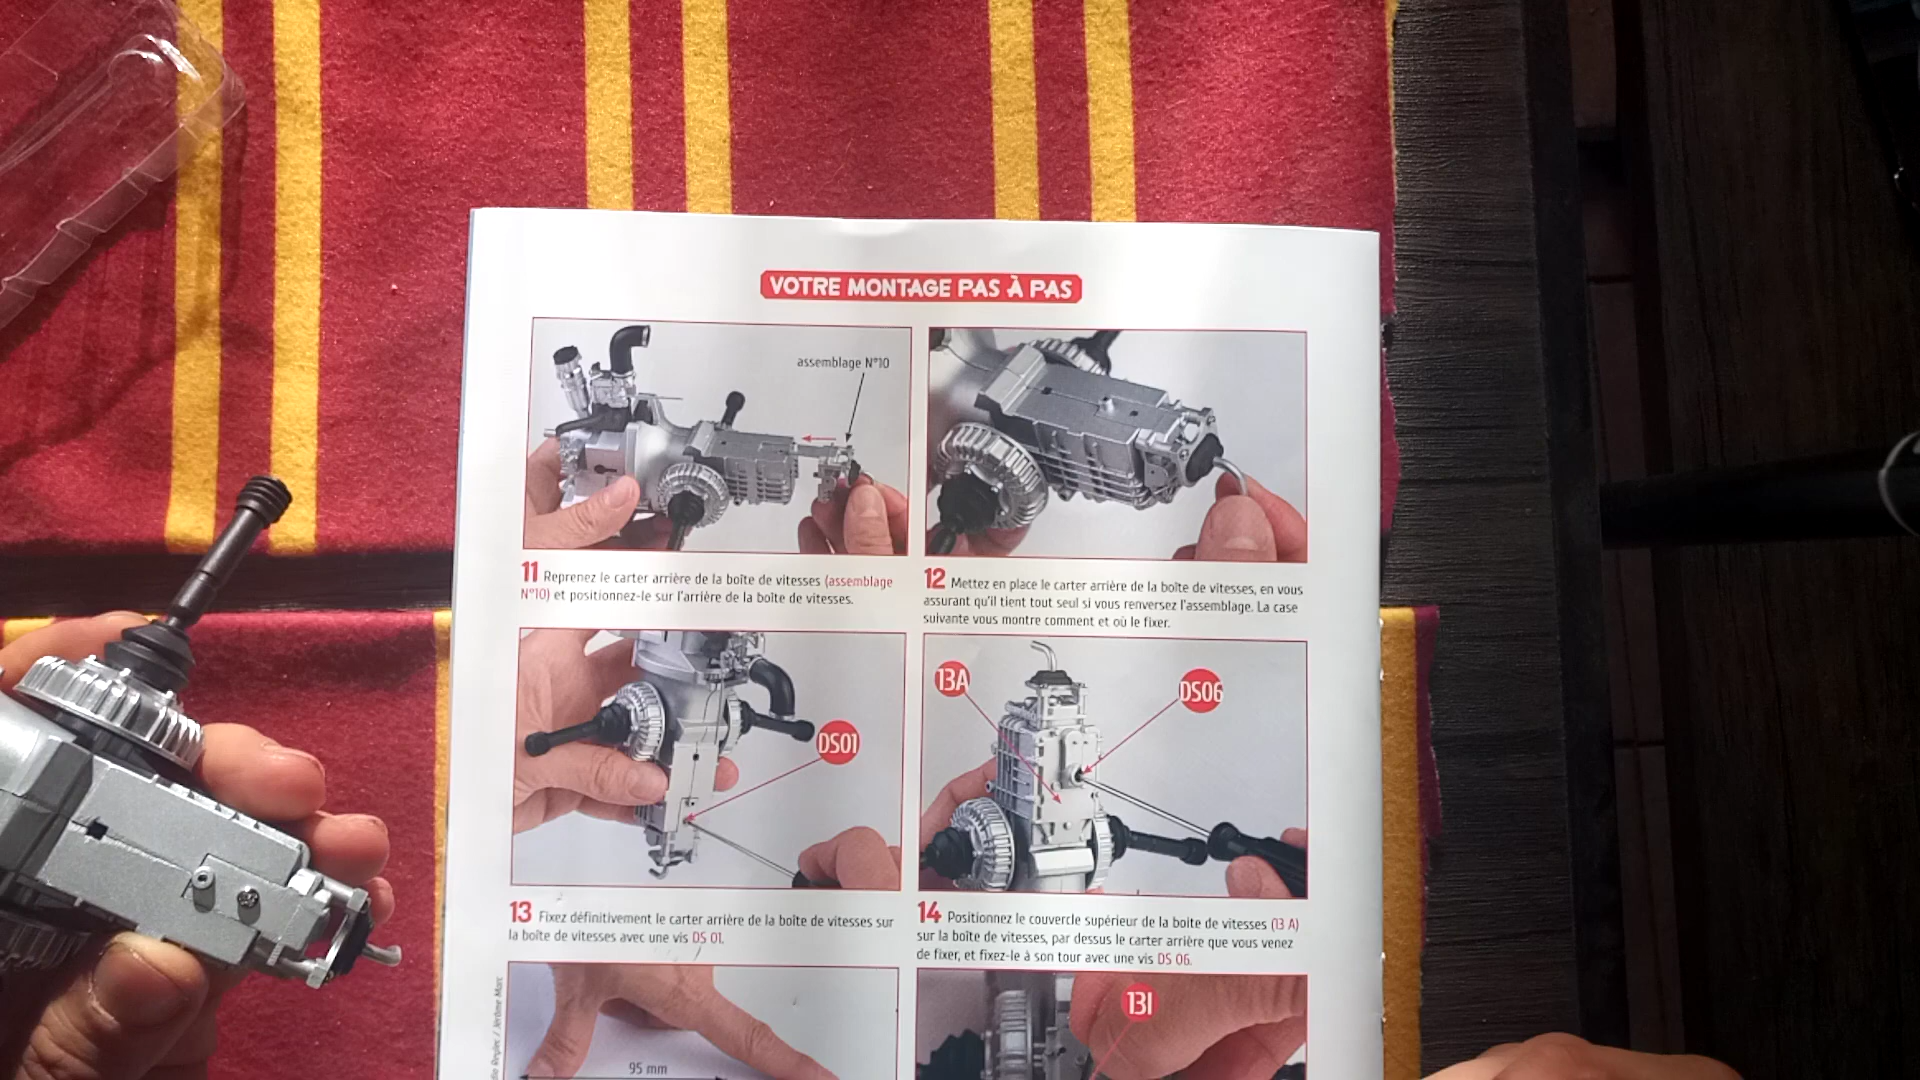 VOTRE MONTAGE PAS À PAS
assemblage N°10
11 Reprenez le carter arrière de la boîte de vitesses (assemblage
N°10) et positionnez-le sur l'arrière de la boîte de vitesses.
12 Mettez en place le carter arrière de la boîte de vitesses, en vous
assurant qu'il tient tout seul si vous renversez l'assemblage. La case
suivante vous montre comment et où le fixer.
DS01
13A
DS06
13 Fixez définitivement le carter arrière de la boîte de vitesses sur
la boîte de vitesses avec une vis DS 01.
14 Positionnez le couvercle supérieur de la boite de vitesses (13 A)
sur la boîte de vitesses, par dessus le carter arrière que vous venez
de fixer, et fixez-le à son tour avec une vis DS 06.
95 mm
13I